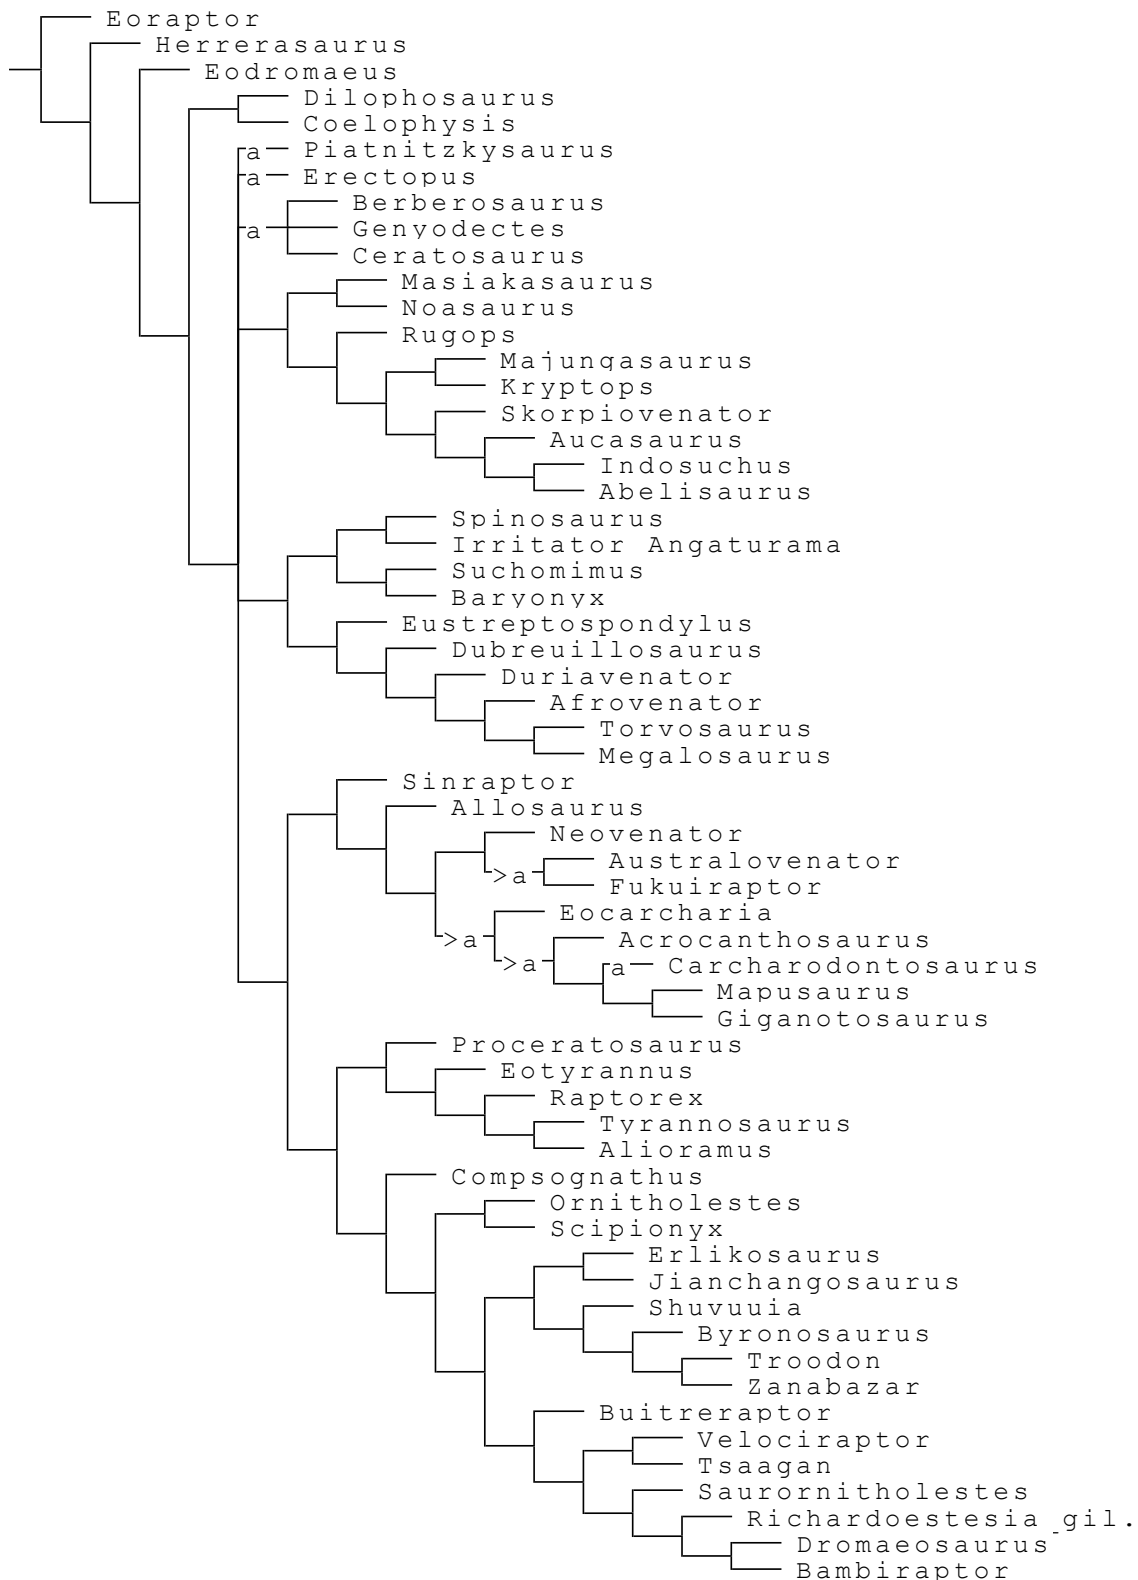 Eoraptor
Herrerasaurus
Eodromaeus
Dilophosaurus
Coelophysis
a Piatnitzkysaurus
a Erectopus
Berberosaurus
a Genyodectes
Ceratosaurus
Masiakasaurus
Noasaurus
Rugops
Majungasaurus
Kryptops
Skorpiovenator
Aucasaurus
Indosuchus
Abelisaurus
Spinosaurus
Irritator Angaturama
Suchomimus
Baryonyx
Eustreptospondylus
Dubreuillosaurus
Duriavenator
Afrovenator
Torvosaurus
Megalosaurus
Sinraptor
Allosaurus
Neovenator
Australovenator
>a
Fukuiraptor
Eocarcharia
>a Acrocanthosaurus
>a a Carcharodontosaurus
Mapusaurus
Giganotosaurus
Proceratosaurus
Eotyrannus
Raptorex
Tyrannosaurus
Alioramus
Compsognathus
Ornitholestes
Scipionyx
Erlikosaurus
Jianchangosaurus
Shuvuuia
Byronosaurus
Troodon
Zanabazar
Buitreraptor
Velociraptor
Tsaagan
Saurornitholestes
Richardoestesia_gil.
Dromaeosaurus
Bambiraptor